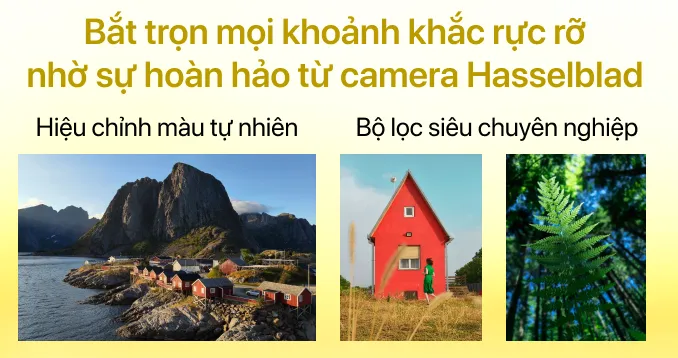 Bắt trọn mọi khoảnh khắc rực rỡ
nhờ sự hoàn hảo từ camera Hasselblad
Hiệu chỉnh màu tự nhiên
Bộ lọc siêu chuyên nghiệp